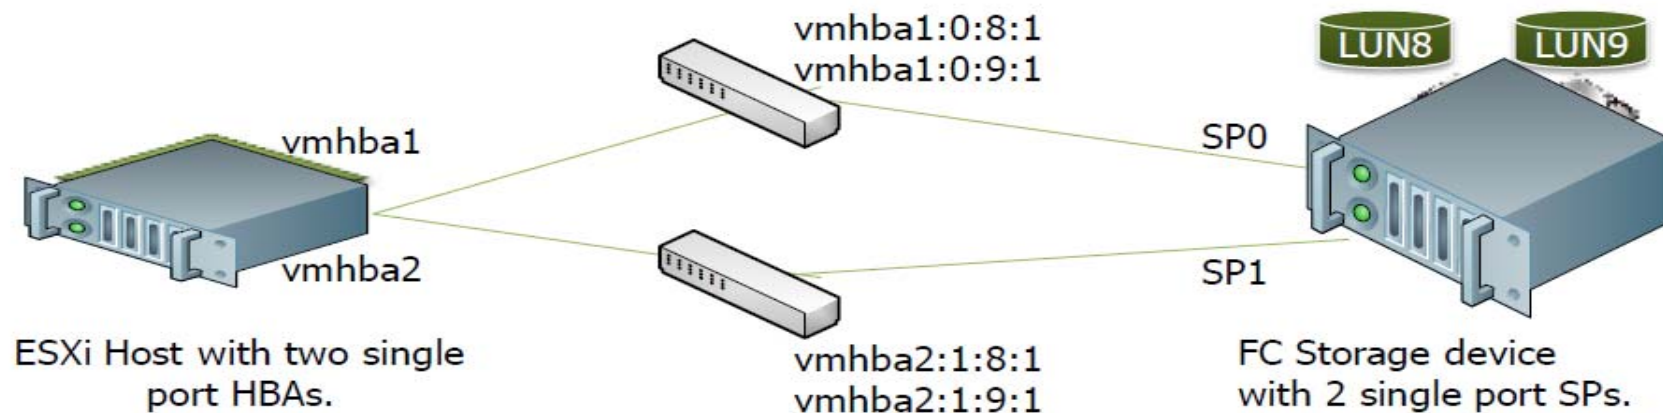 vmhba1:0:8:1
vmhba1:0:9:1
LUN8
LUN9
vmhba1
SP0
vmhba2
SP1
ESXi Host with two single
port HBAs.
vmhba2:1:8:1
vmhba2:1:9:1
FC Storage device
with 2 single port SPs.